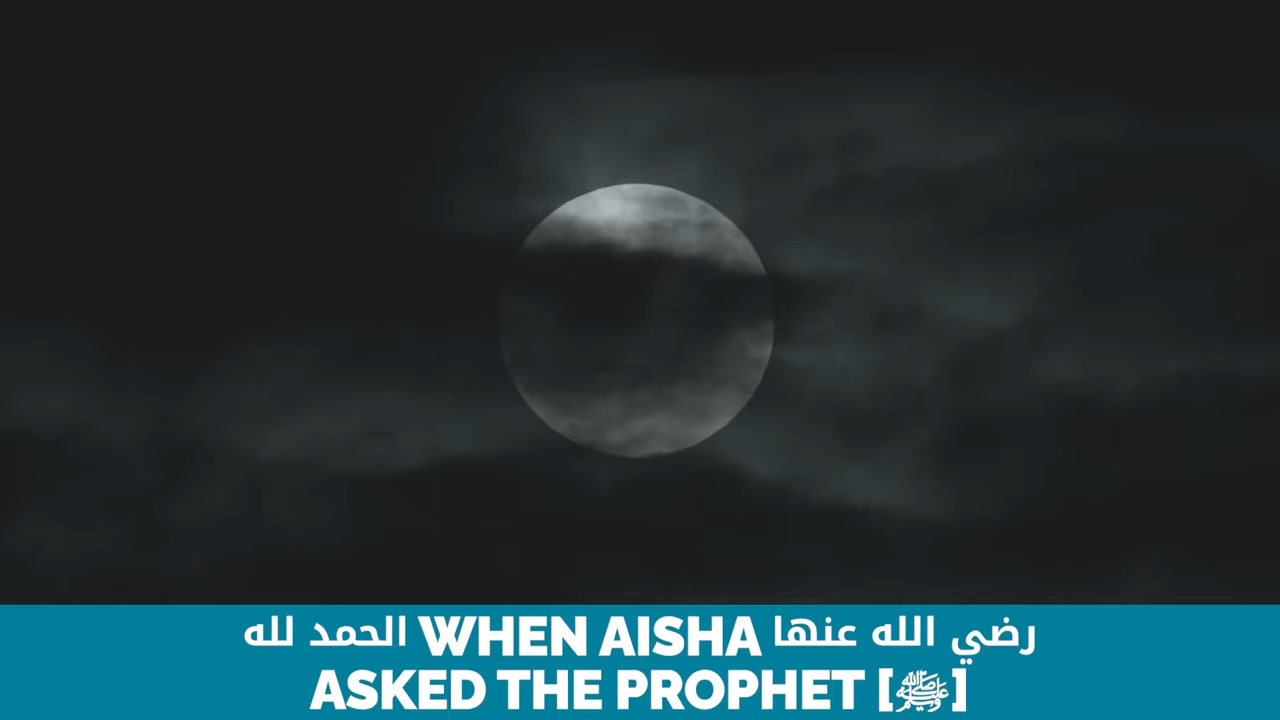 الحمد لله WHEN AISHA رضي الله عنها
ASKED THE PROPHET [ﷺ]